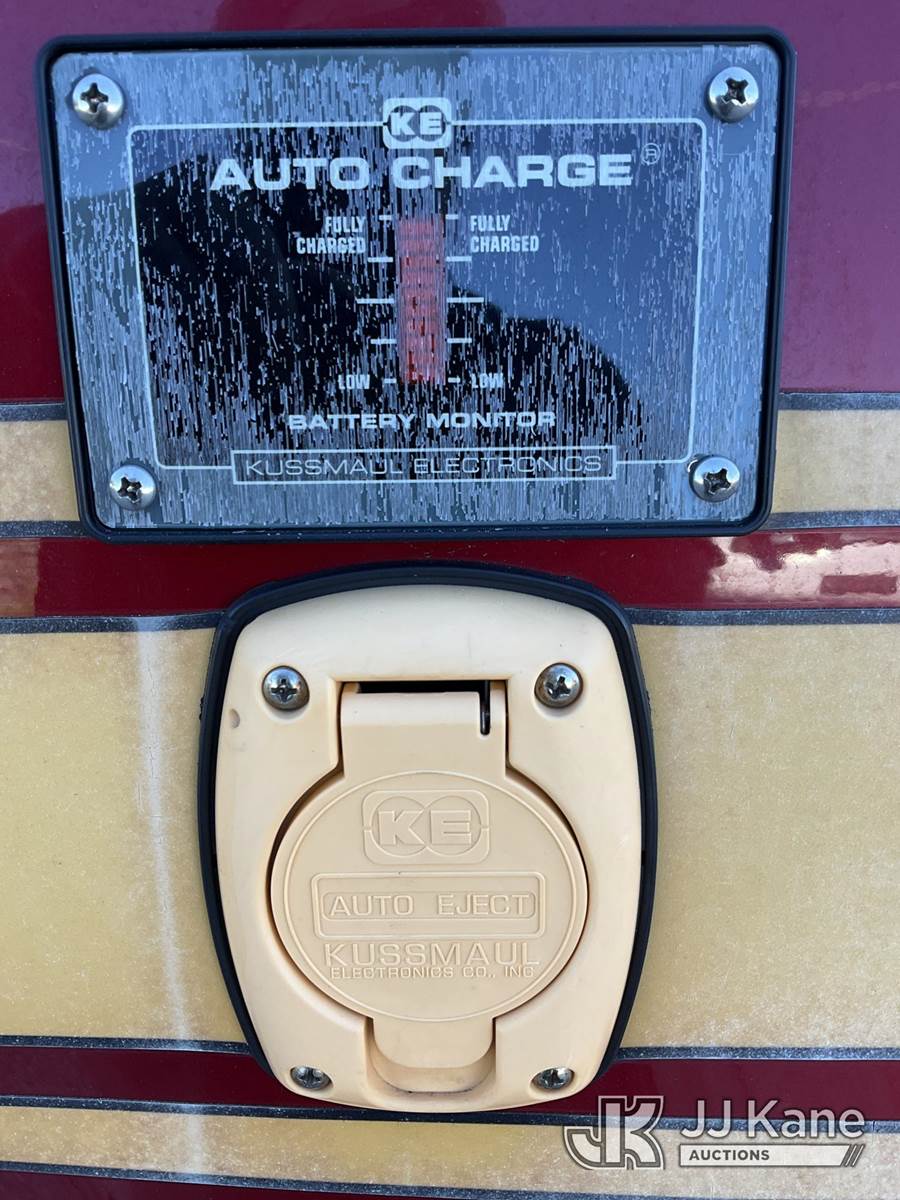 KE
AUTO CHARGE®
FULLY CHARGED
FULLY CHARGED
LOW
LOW
BATTERY MONITOR
KUSSMAUL ELECTRONICS
KE
AUTO EJECT
KUSSMAUL
ELECTRONICS CO., INC
JK JJ Kane
AUCTIONS